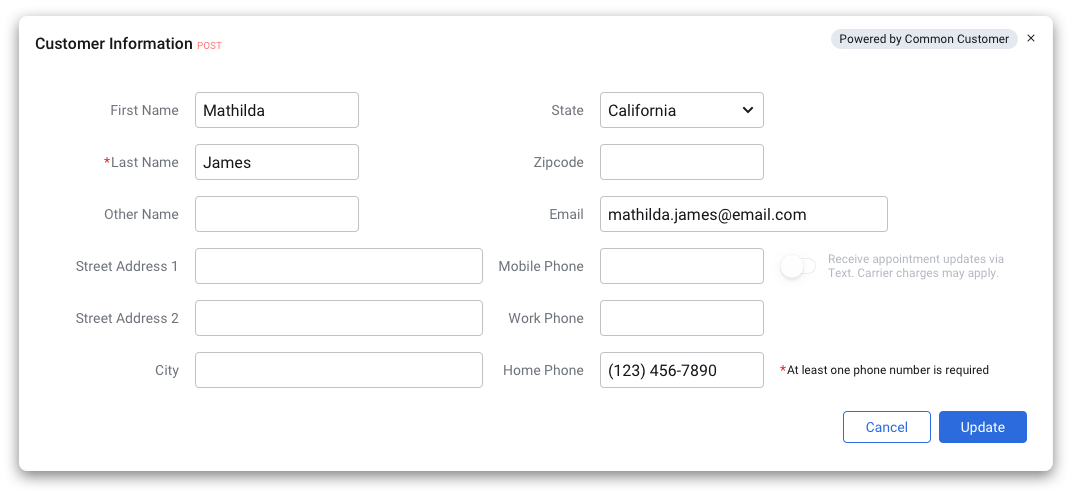 Customer Information POST
Powered by Common Customer ×
First Name Mathilda
State California
*Last Name James
Zipcode
Other Name
Email mathilda.james@email.com
Street Address 1
Mobile Phone
Receive appointment updates via
Text. Carrier charges may apply.
Street Address 2
Work Phone
City
Home Phone (123) 456-7890
*At least one phone number is required
Cancel Update